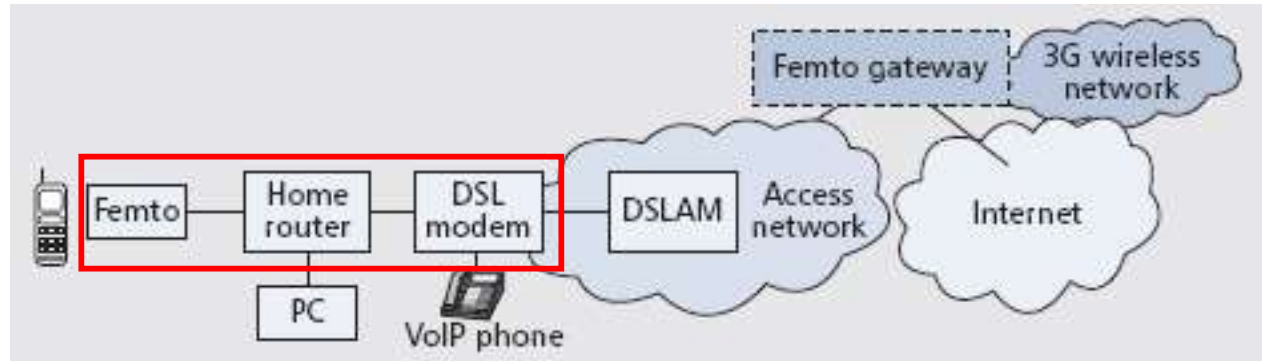 Femto gateway
3G wireless
network
Femto
Home
router
DSL
modem
DSLAM
Access
network
Internet
PC
VoIP phone